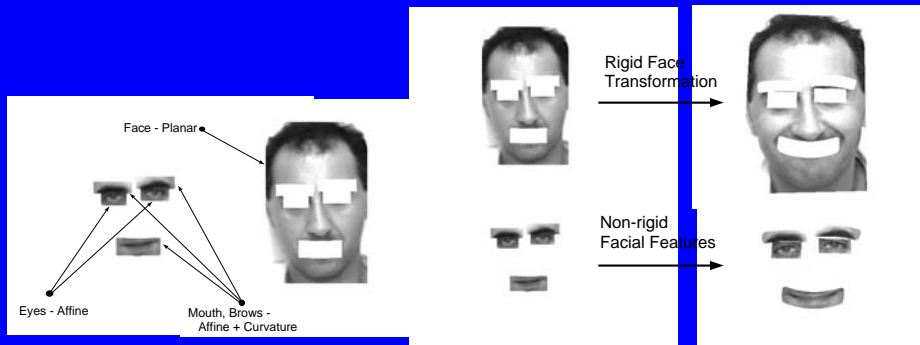 Face - Planar
Eyes - Affine
Mouth, Brows -
Affine + Curvature
Rigid Face
Transformation
Non-rigid
Facial Features